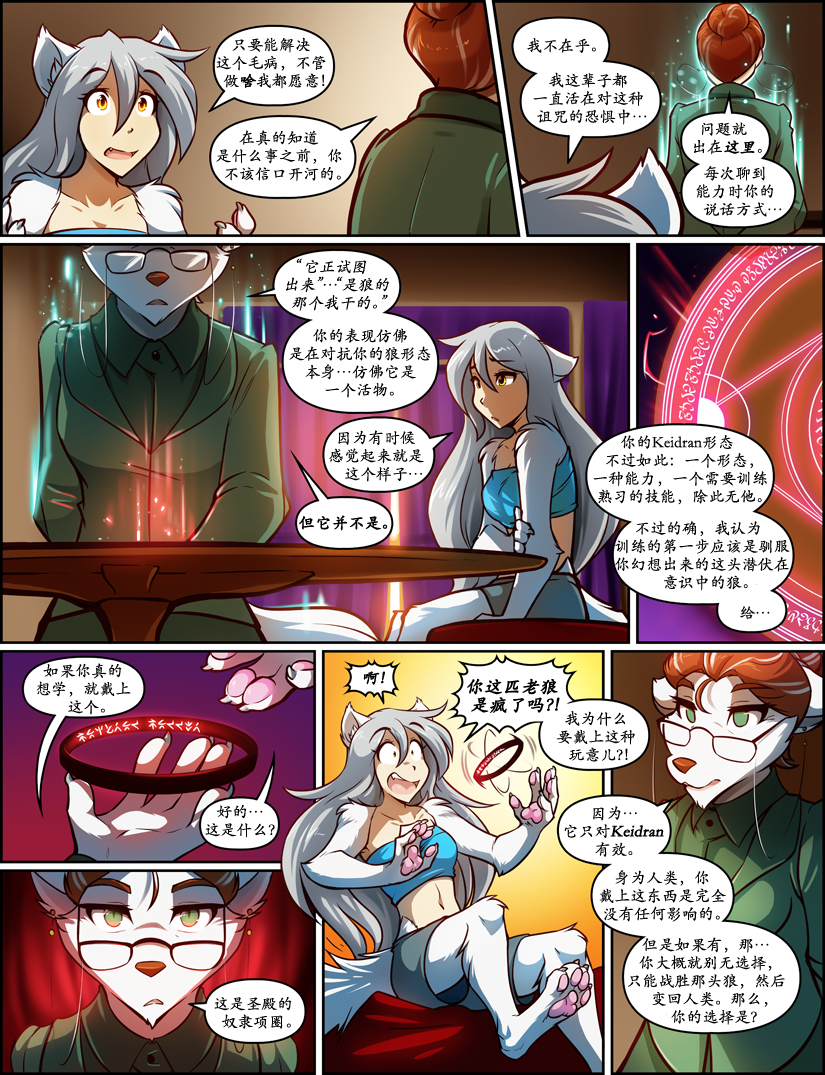 只要能解决
这个毛病，不管
做啥我都愿意!
在真的知道
是什么事之前，你
不该信口开河的。
我不在乎。
我这辈子都
一直活在对这种
诅咒的恐惧中…
问题就
出在这里。
每次聊到
能力时你的
说话方式…
“它正试图
出来”…“是狼的
那个我干的。”
你的表现仿佛
是在对抗你的狼形态
本身…仿佛它是
一个活物。
因为有时候
感觉起来就是
这个样子…
但它并不是。
你的Keidran形态
不过如此：一个形态，
一种能力，一个需要训练
熟习的技能，除此无他。
不过的确，我认为
训练的第一步应该是驯服
你幻想出来的这头潜伏在
意识中的狼。
给…
如果你真的
想学，就戴上
这个。
好的…
这是什么?
这是圣殿的
奴隶项圈。
啊!
你这匹老狼
是疯了吗?!
我为什么
要戴上这种
玩意儿?!
因为…
它只对Keidran
有效。
身为人类，你
戴上这东西是完全
没有任何影响的。
但是如果有，那…
你大概就别无选择，
只能战胜那头狼，然后
变回人类。那么，
你的选择是?